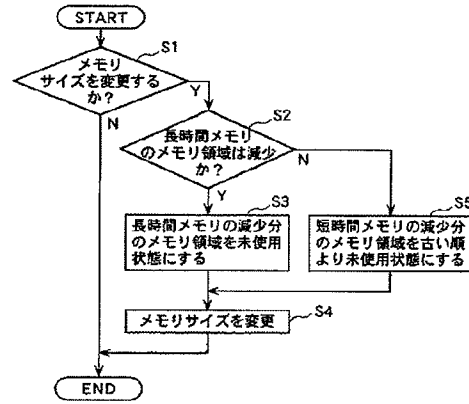 START
S1
メモリ
サイズを変更する
か?
Y
N
S2
長時間メモリ
のメモリ領域は減少
か?
N
Y
S3
長時間メモリの減少分
のメモリ領域を未使用
状態にする
S5
短時間メモリの減少分
のメモリ領域を古い順
より未使用状態にする
S4
メモリサイズを変更
END